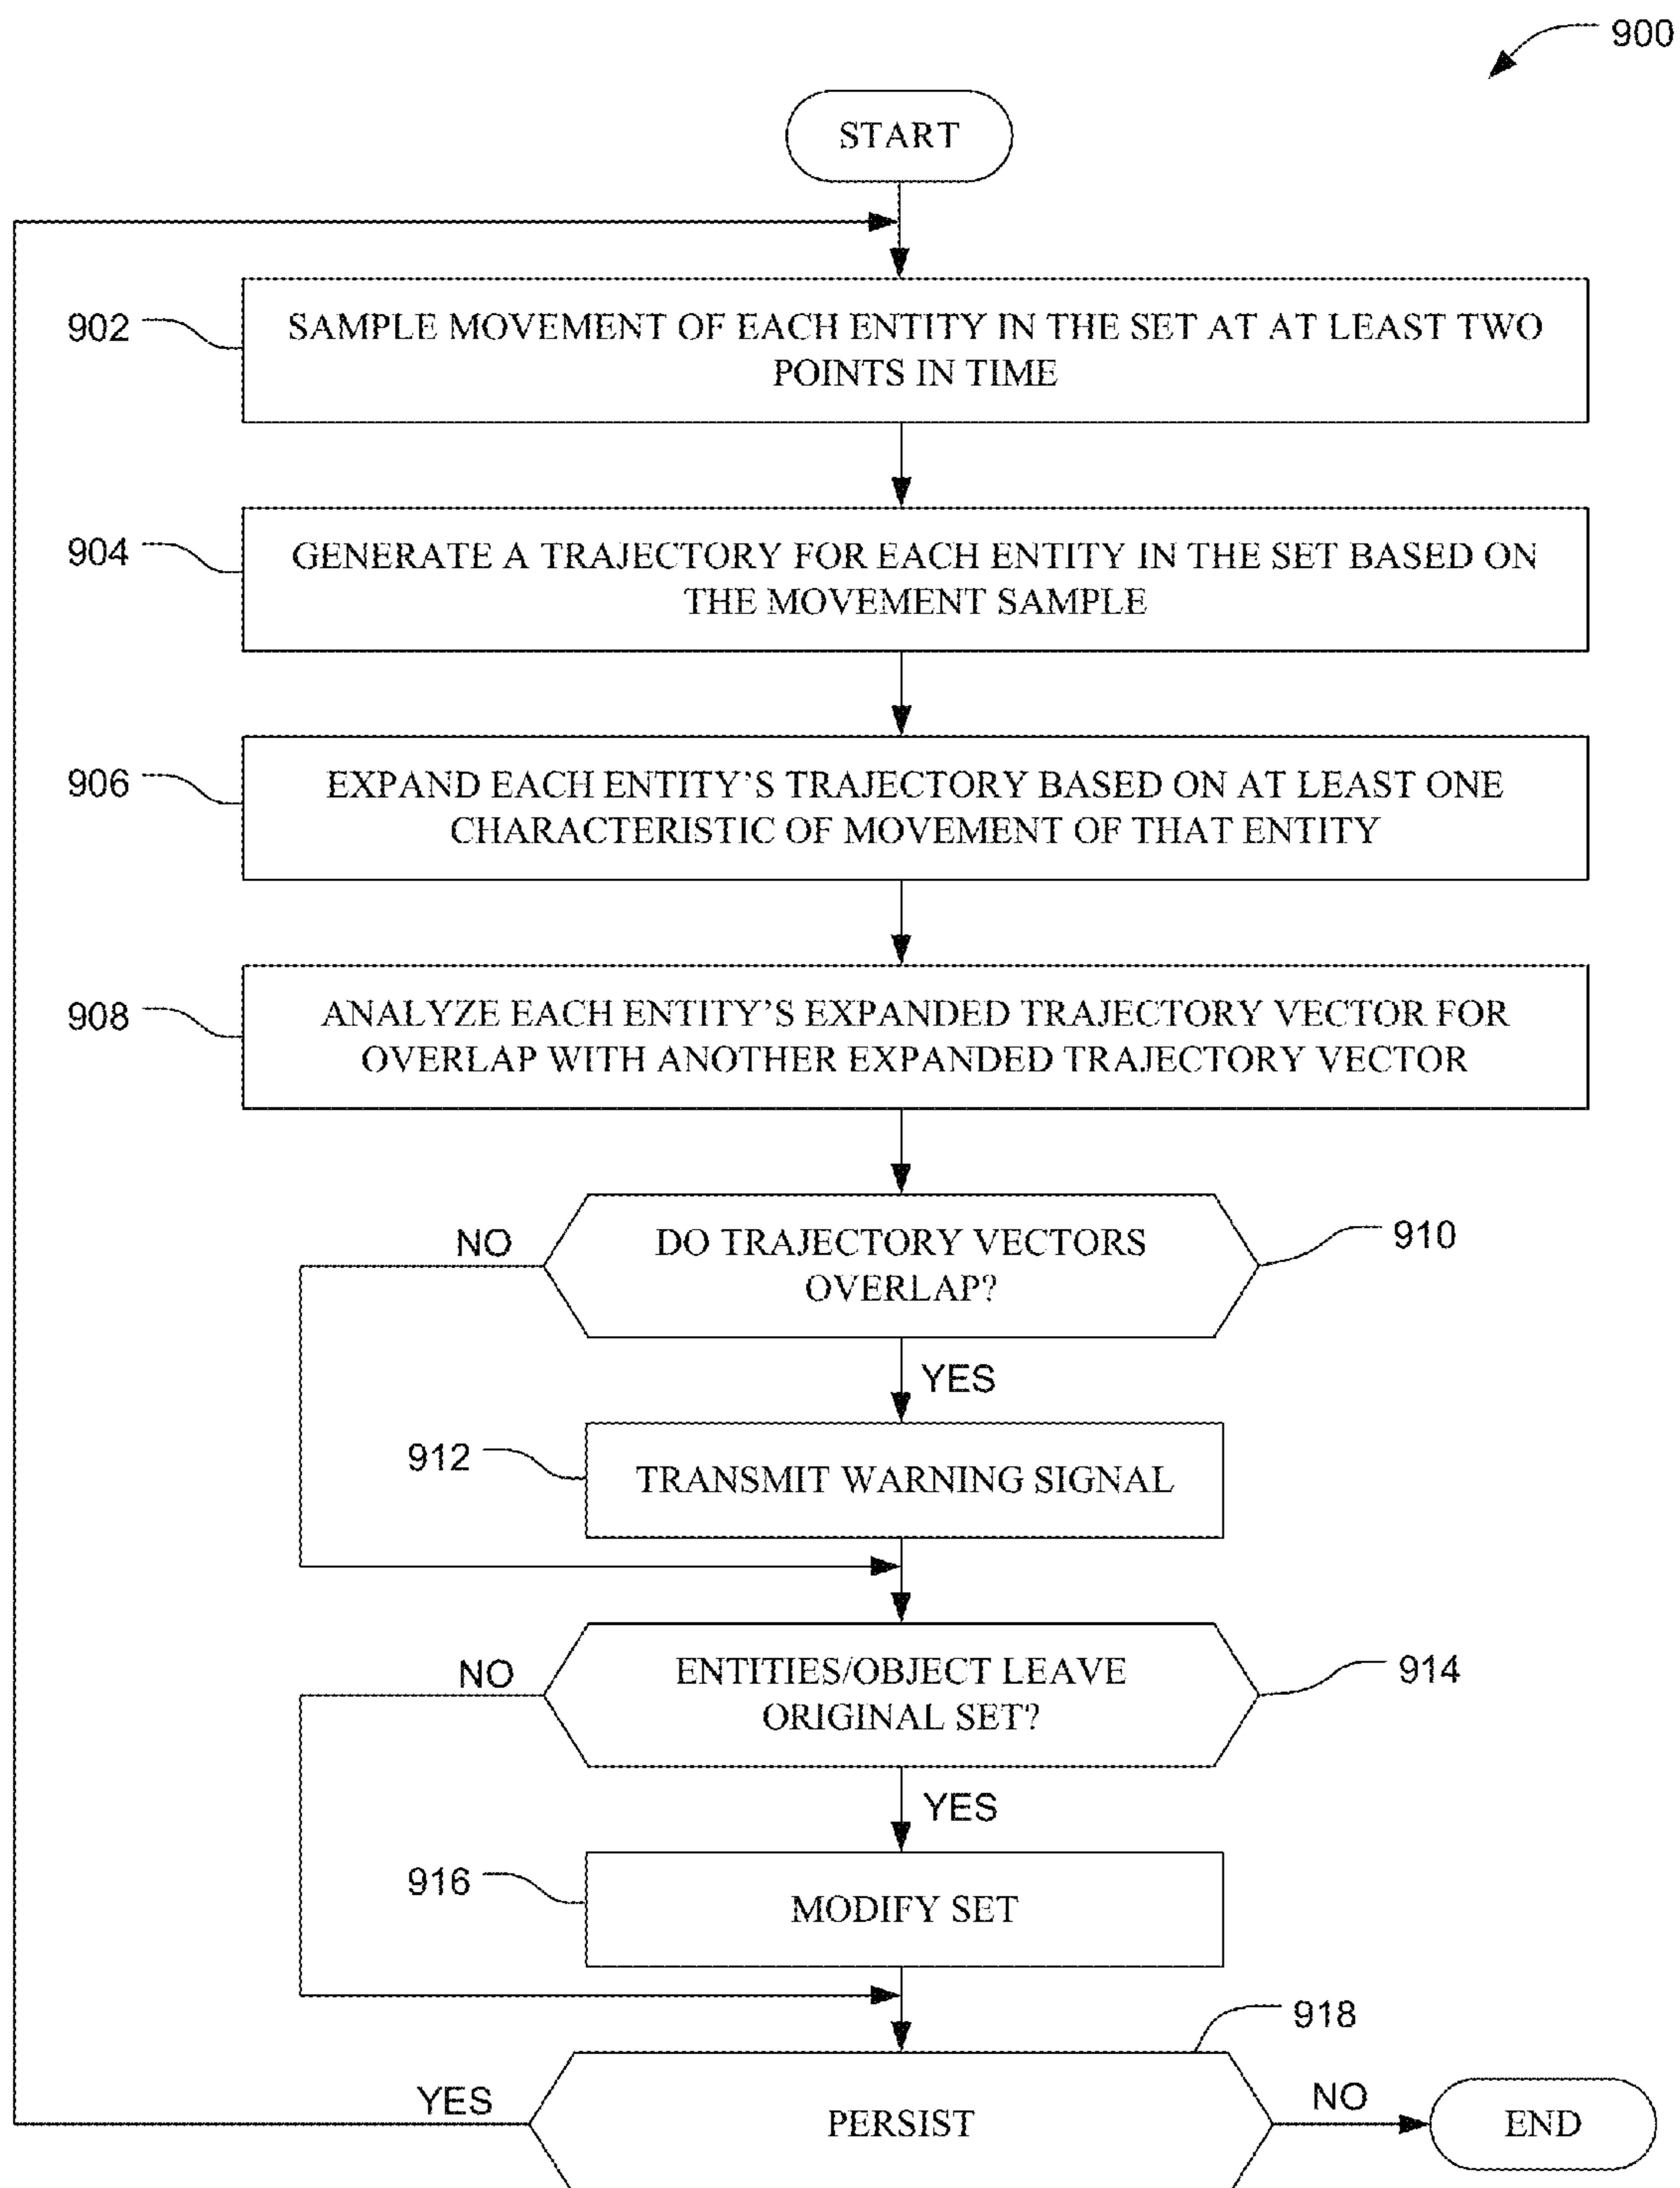 900
START
902
SAMPLE MOVEMENT OF EACH ENTITY IN THE SET AT AT LEAST TWO
POINTS IN TIME
904
GENERATE A TRAJECTORY FOR EACH ENTITY IN THE SET BASED ON
THE MOVEMENT SAMPLE
906
EXPAND EACH ENTITY'S TRAJECTORY BASED ON AT LEAST ONE
CHARACTERISTIC OF MOVEMENT OF THAT ENTITY
908
ANALYZE EACH ENTITY'S EXPANDED TRAJECTORY VECTOR FOR
OVERLAP WITH ANOTHER EXPANDED TRAJECTORY VECTOR
NO
DO TRAJECTORY VECTORS
OVERLAP?
910
YES
912
TRANSMIT WARNING SIGNAL
NO
ENTITIES/OBJECT LEAVE
ORIGINAL SET?
914
YES
916
MODIFY SET
918
YES
PERSIST
NO
END